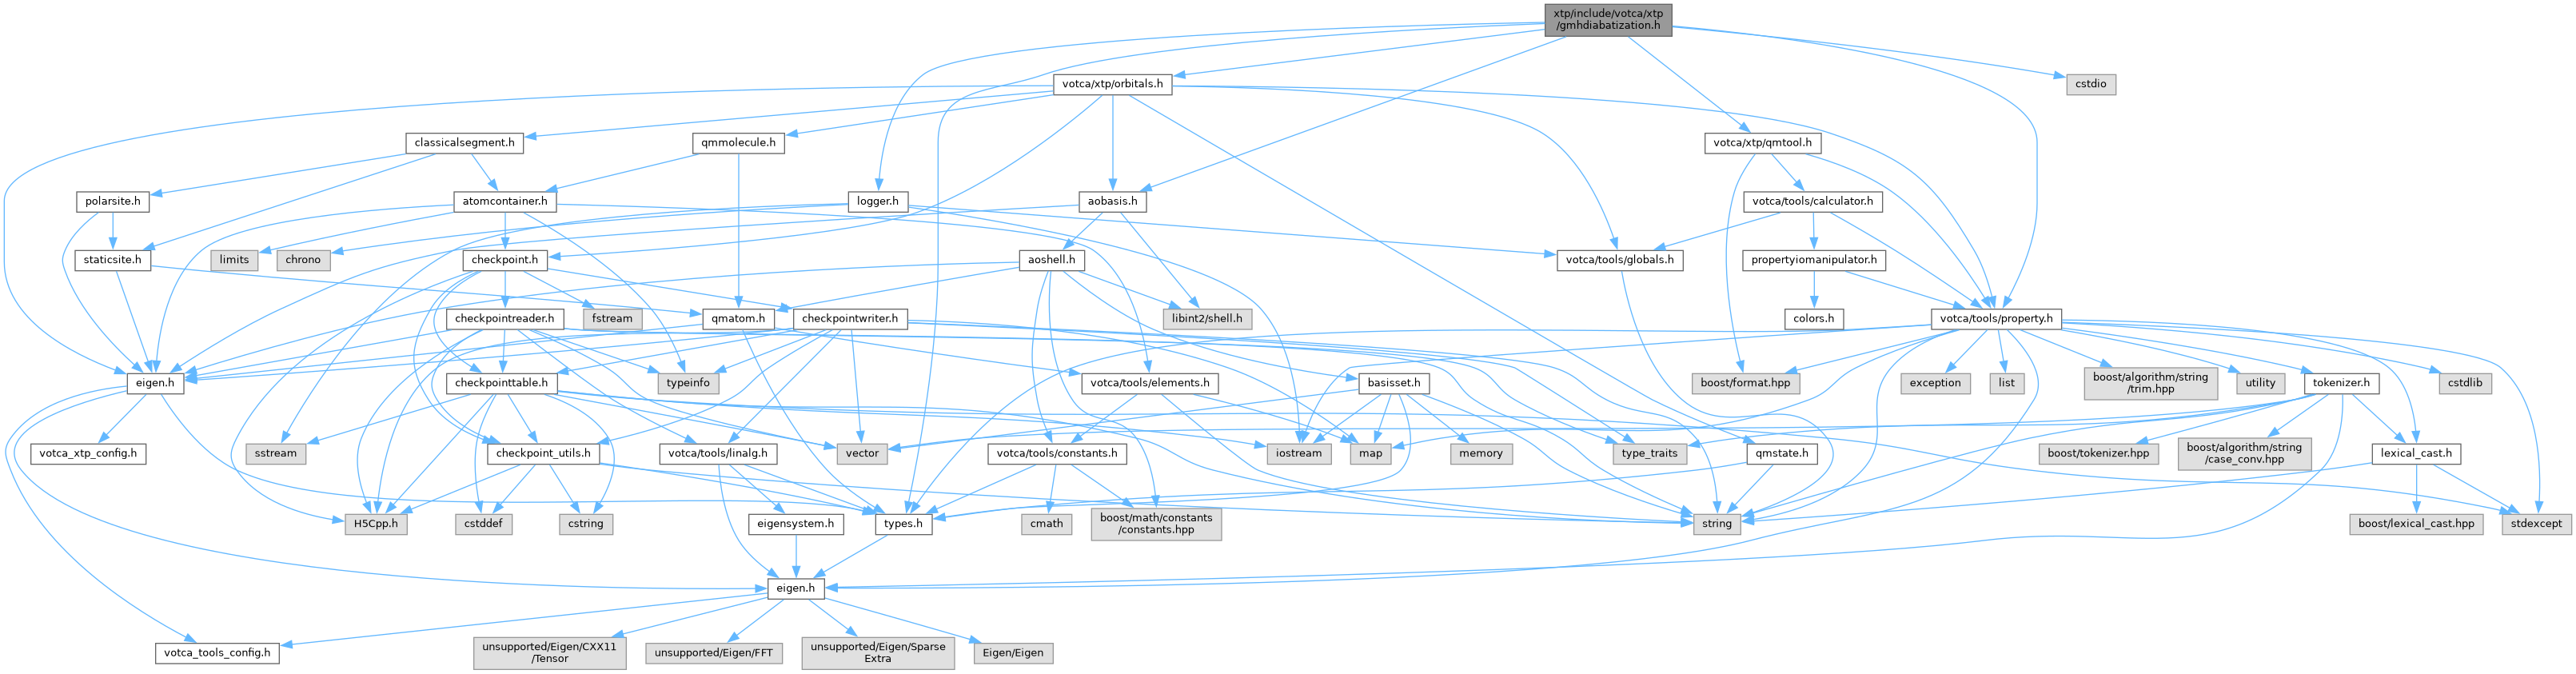 xtp/include/votca/xtp
/gmhdiabatization.h
votca/xtp/orbitals.h
cstdio
classicalsegment.h
qmmolecule.h
votca/xtp/qmtool.h
polarsite.h
atomcontainer.h
logger.h
aobasis.h
votca/tools/calculator.h
staticsite.h
limits
chrono
checkpoint.h
aoshell.h
votca/tools/globals.h
propertyiomanipulator.h
checkpointreader.h
fstream
qmatom.h
checkpointwriter.h
libint2/shell.h
colors.h
votca/tools/property.h
eigen.h
checkpointtable.h
typeinfo
votca/tools/elements.h
basisset.h
boost/format.hpp
exception
list
boost/algorithm/string
/trim.hpp
utility
tokenizer.h
cstdlib
votca_xtp_config.h
sstream
checkpoint_utils.h
votca/tools/linalg.h
vector
votca/tools/constants.h
iostream
map
memory
type_traits
qmstate.h
boost/tokenizer.hpp
boost/algorithm/string
/case_conv.hpp
lexical_cast.h
H5Cpp.h
cstddef
cstring
eigensystem.h
types.h
cmath
boost/math/constants
/constants.hpp
string
boost/lexical_cast.hpp
stdexcept
eigen.h
votca_tools_config.h
unsupported/Eigen/CXX11
/Tensor
unsupported/Eigen/FFT
unsupported/Eigen/Sparse
Extra
Eigen/Eigen